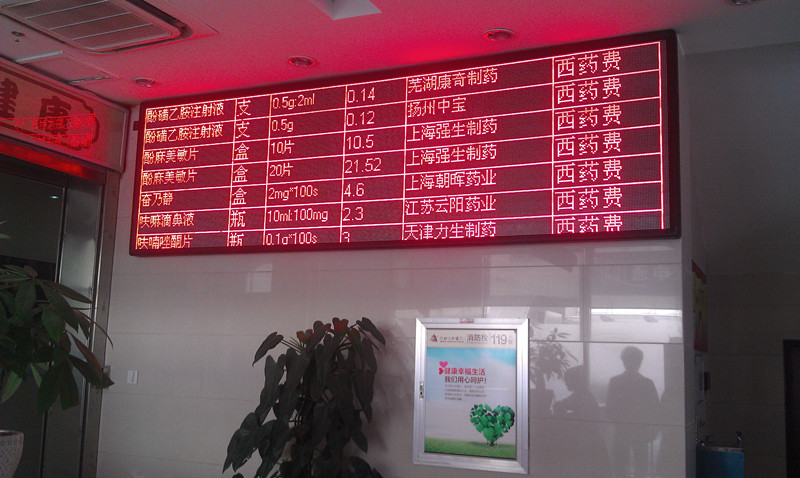 酚磺乙胺注射液 支 0.5g:2ml 0.14 芜湖康奇制药 西药费
酚磺乙胺注射液 支 0.5g 0.12 扬州中宝 西药费
酚麻美敏片 盒 10片 10.5 上海强生制药 西药费
酚麻美敏片 盒 20片 21.52 上海强生制药 西药费
奋乃静 盒 2mg*100s 4.6 上海朝晖药业 西药费
呋嘛滴鼻液 瓶 10ml:100mg 2.3 江苏云阳药业 西药费
呋喃唑酮片 瓶 0.1g*100s 3 天津力生制药 西药费
健康
消防栓 119
健康幸福生活
我们用心呵护!